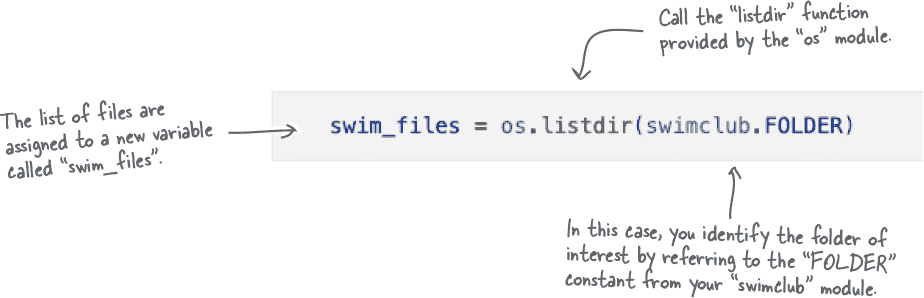 Call the “listdir” function
provided by the “os” module.
The list of files are
assigned to a new variable
called “swim_files”.
swim_files = os.listdir(swimclub.FOLDER)
In this case, you identify the folder of
interest by referring to the “FOLDER”
constant from your “swimclub” module.